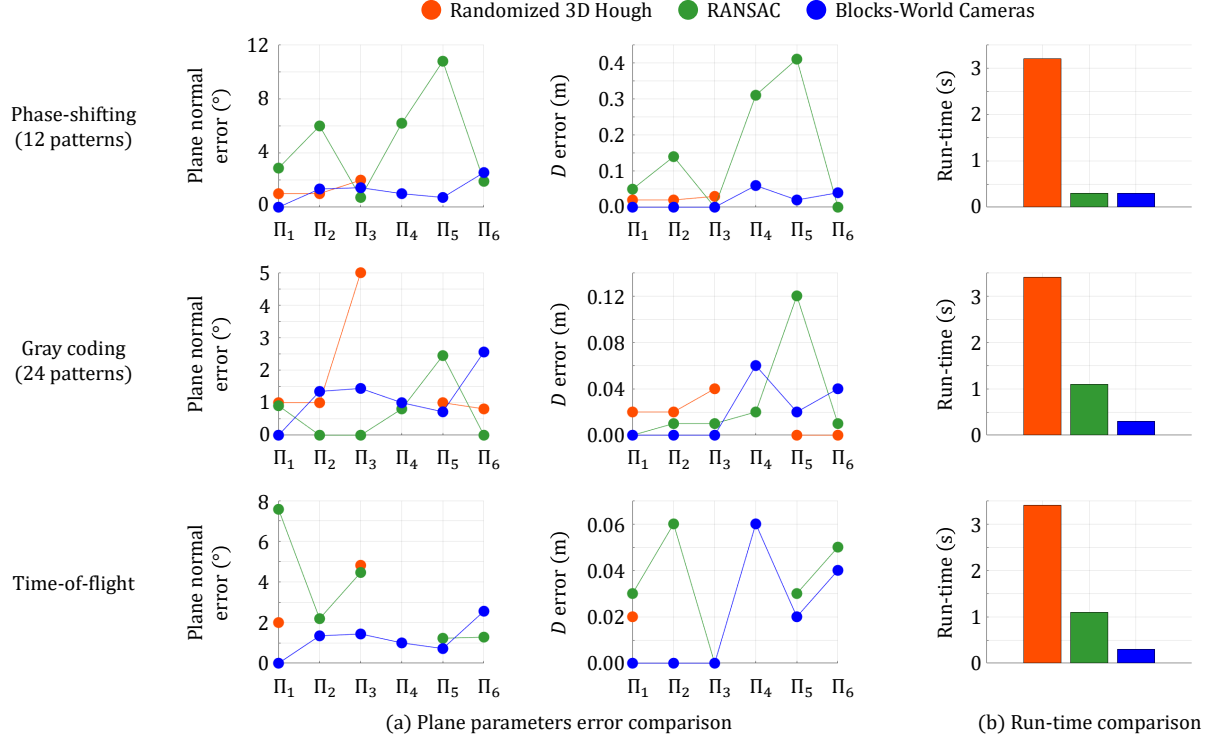 Randomized 3D Hough
RANSAC
Blocks-World Cameras
Phase-shifting
(12 patterns)
Plane normal
error (°)
12
8
4
0
Π1 Π2 Π3 Π4 Π5 Π6
D error (m)
0.4
0.3
0.2
0.1
0.0
Π1 Π2 Π3 Π4 Π5 Π6
Run-time (s)
3
2
1
0
Gray coding
(24 patterns)
Plane normal
error (°)
5
4
3
2
1
0
Π1 Π2 Π3 Π4 Π5 Π6
D error (m)
0.12
0.08
0.04
0.00
Π1 Π2 Π3 Π4 Π5 Π6
Run-time (s)
3
2
1
0
Time-of-flight
Plane normal
error (°)
8
6
4
2
0
Π1 Π2 Π3 Π4 Π5 Π6
D error (m)
0.06
0.04
0.02
0.00
Π1 Π2 Π3 Π4 Π5 Π6
Run-time (s)
3
2
1
0
(a) Plane parameters error comparison
(b) Run-time comparison